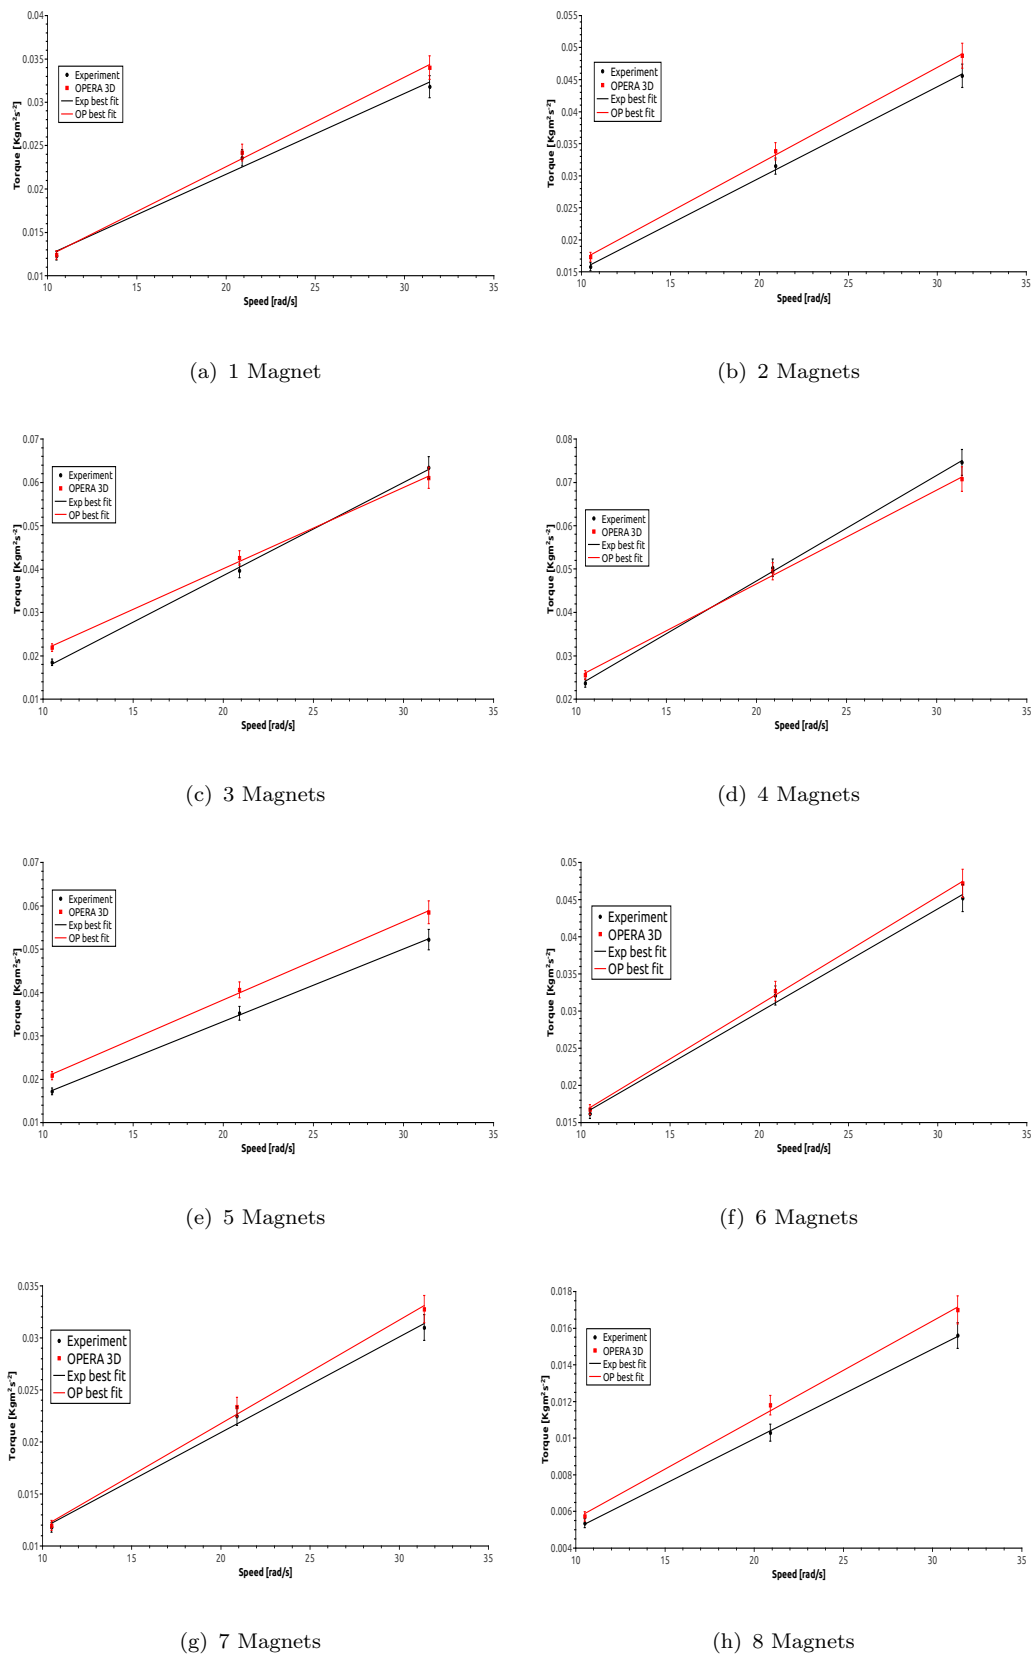 0.04
0.035
0.03
0.025
0.02
0.015
0.01
Torque [Kgm²s⁻²]
Experiment
OPERA 3D
Exp best fit
OP best fit
10 15 20 25 30 35
Speed [rad/s]
(a) 1 Magnet
0.055
0.05
0.045
0.04
0.035
0.03
0.025
0.02
0.015
Torque [Kgm²s⁻²]
Experiment
OPERA 3D
Exp best fit
OP best fit
10 15 20 25 30 35
Speed [rad/s]
(b) 2 Magnets
0.07
0.06
0.05
0.04
0.03
0.02
0.01
Torque [Kgm²s⁻²]
Experiment
OPERA 3D
Exp best fit
OP best fit
10 15 20 25 30 35
Speed [rad/s]
(c) 3 Magnets
0.08
0.07
0.06
0.05
0.04
0.03
0.02
Torque [Kgm²s⁻²]
Experiment
OPERA 3D
Exp best fit
OP best fit
10 15 20 25 30 35
Speed [rad/s]
(d) 4 Magnets
0.07
0.06
0.05
0.04
0.03
0.02
0.01
Torque [Kgm²s⁻²]
Experiment
OPERA 3D
Exp best fit
OP best fit
10 15 20 25 30 35
Speed [rad/s]
(e) 5 Magnets
0.05
0.045
0.04
0.035
0.03
0.025
0.02
0.015
Torque [Kgm²s⁻²]
Experiment
OPERA 3D
Exp best fit
OP best fit
10 15 20 25 30 35
Speed [rad/s]
(f) 6 Magnets
0.035
0.03
0.025
0.02
0.015
0.01
Torque [Kgm²s⁻²]
Experiment
OPERA 3D
Exp best fit
OP best fit
10 15 20 25 30 35
Speed [rad/s]
(g) 7 Magnets
0.018
0.016
0.014
0.012
0.01
0.008
0.006
0.004
Torque [Kgm²s⁻²]
Experiment
OPERA 3D
Exp best fit
OP best fit
10 15 20 25 30 35
Speed [rad/s]
(h) 8 Magnets